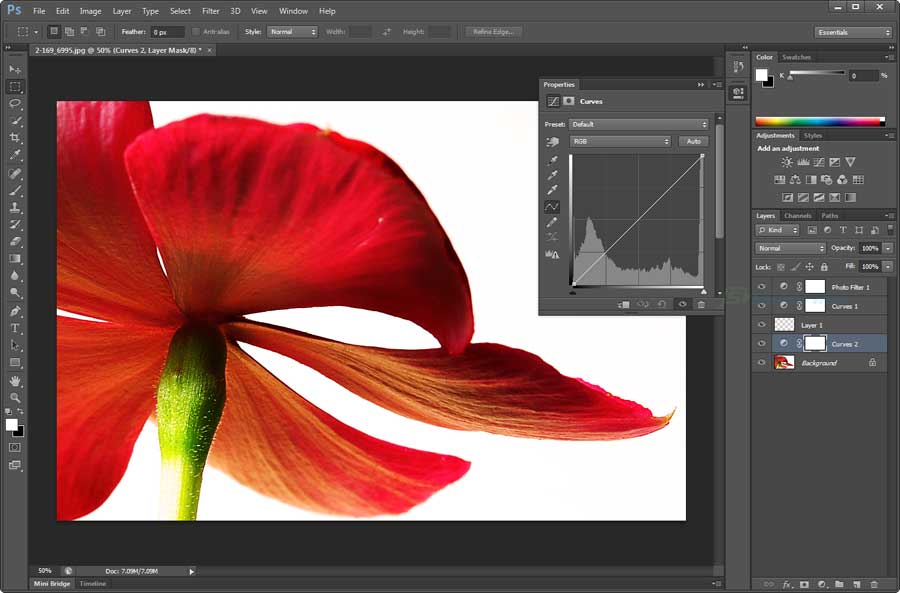 Ps File Edit Image Layer Type Select Filter 3D View Window Help
Feather: 0 px Anti-alias Style: Normal Width: Height: Refine Edge... Essentials
2-169_6995.jpg @ 50% (Curves 2, Layer Mask/8) * ×
Color Swatches
K 0 %
Properties
Curves
Preset: Default
RGB Auto
Adjustments Styles
Add an adjustment
Layers Channels Paths
Kind
Normal Opacity: 100%
Lock: Fill: 100%
Photo Filter 1
Curves 1
Layer 1
Curves 2
Background
T
50% Doc: 7.09M/7.09M
Mini Bridge Timeline
fx